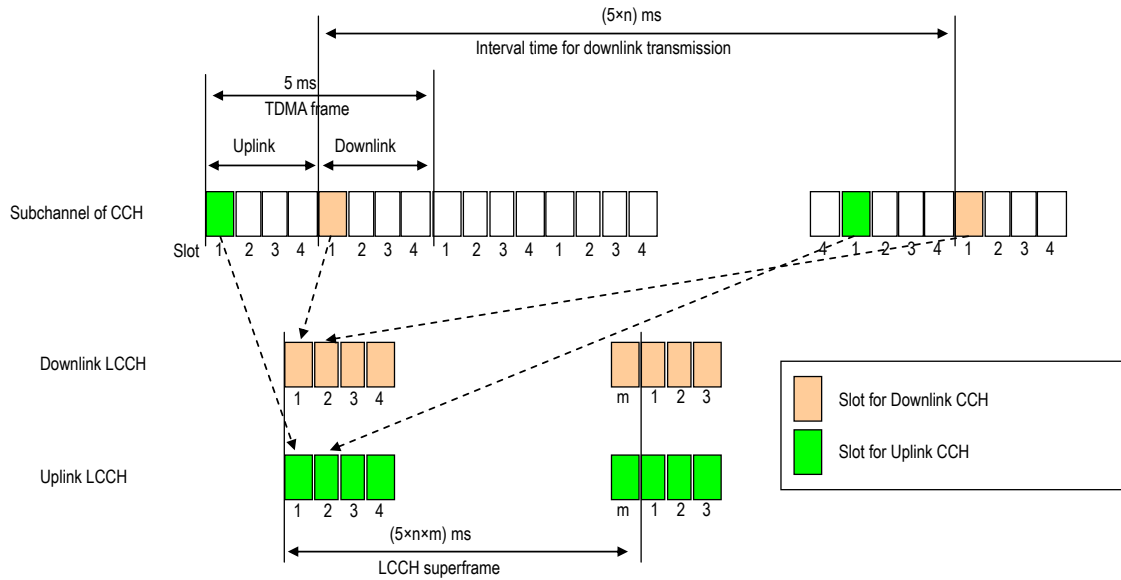 (5×n) ms
Interval time for downlink transmission
5 ms
TDMA frame
Uplink Downlink
Subchannel of CCH
Slot 1 2 3 4 1 2 3 4 1 2 3 4 1 2 3 4 4 1 2 3 4 1 2 3 4
Downlink LCCH
1 2 3 4 m 1 2 3
Slot for Downlink CCH
Slot for Uplink CCH
Uplink LCCH
1 2 3 4 m 1 2 3
(5×n×m) ms
LCCH superframe